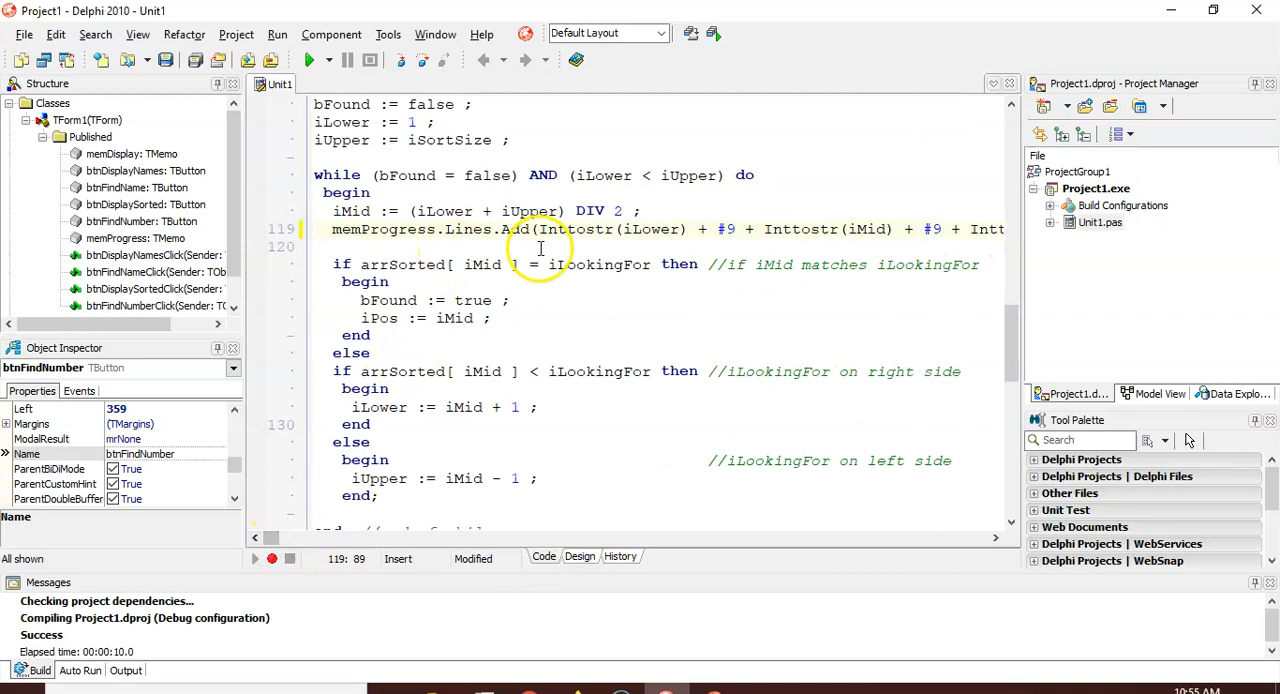 Project1 - Delphi 2010 - Unit1
File Edit Search View Refactor Project Run Component Tools Window Help Default Layout
Structure
Classes
TForm1(TForm)
Published
memDisplay: TMemo
btnDisplayNames: TButton
btnFindName: TButton
btnDisplaySorted: TButton
btnFindNumber: TButton
memProgress: TMemo
btnDisplayNamesClick(Sender:
btnFindNameClick(Sender: TOb
btnDisplaySortedClick(Sender:
btnFindNumberClick(Sender: TO
Object Inspector
btnFindNumber TButton
Properties Events
Left 359
Margins (TMargins)
ModalResult mrNone
Name btnFindNumber
ParentBiDiMode True
ParentCustomHint True
ParentDoubleBuffer True
Name
All shown
Unit1
bFound := false ;
iLower := 1 ;
iUpper := iSortSize ;
while (bFound = false) AND (iLower < iUpper) do
begin
iMid := (iLower + iUpper) DIV 2 ;
119 memProgress.Lines.Add(Inttostr(iLower) + #9 + Inttostr(iMid) + #9 + Intt
120
if arrSorted[ iMid ] = iLookingFor then //if iMid matches iLookingFor
begin
bFound := true ;
iPos := iMid ;
end
else
if arrSorted[ iMid ] < iLookingFor then //iLookingFor on right side
begin
iLower := iMid + 1 ;
130 end
else
begin //iLookingFor on left side
iUpper := iMid - 1 ;
end;
119: 89 Insert Modified Code Design History
Project1.dproj - Project Manager
File
ProjectGroup1
Project1.exe
Build Configurations
Unit1.pas
Project1.d... Model View Data Explo...
Tool Palette
Search
Delphi Projects
Delphi Projects | Delphi Files
Other Files
Unit Test
Web Documents
Delphi Projects | WebServices
Delphi Projects | WebSnap
Messages
Checking project dependencies...
Compiling Project1.dproj (Debug configuration)
Success
Elapsed time: 00:00:10.0
Build Auto Run Output
10:55 AM